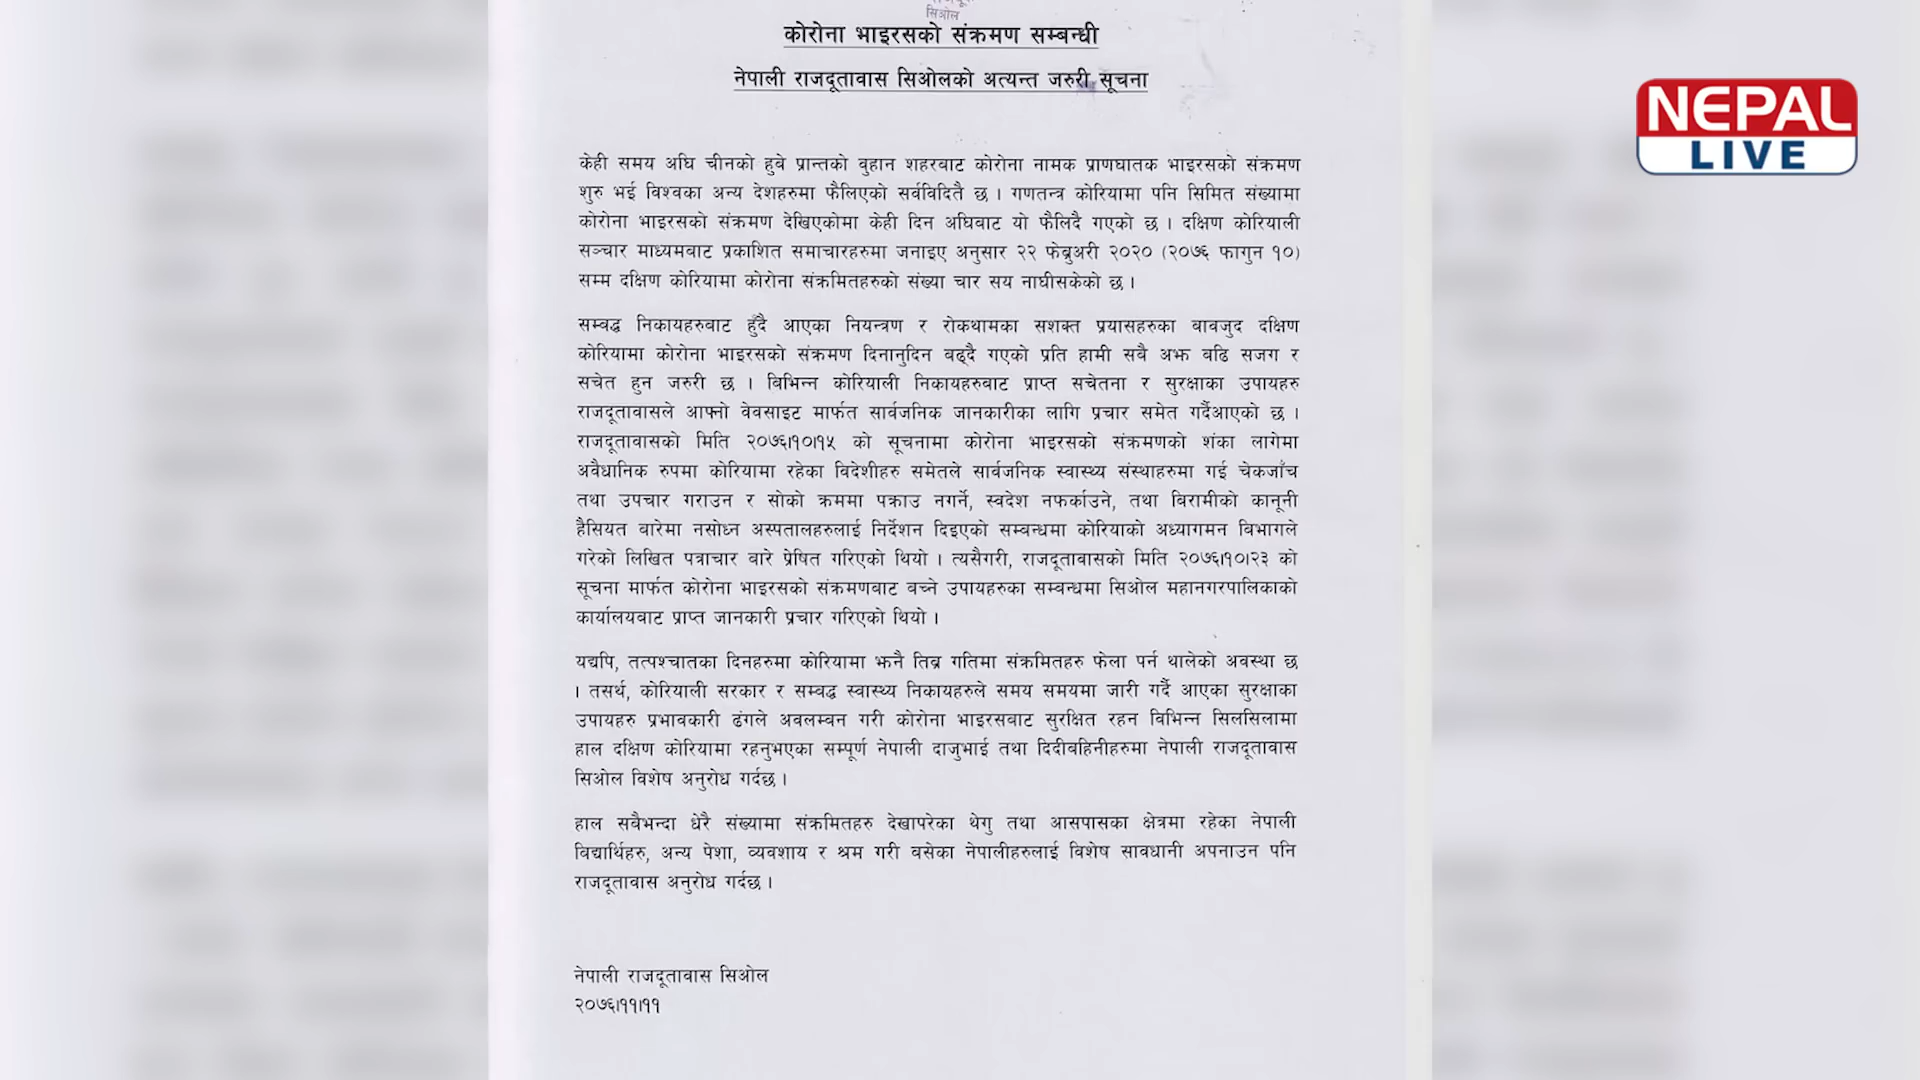 सिओल
कोरोना भाइरसको संक्रमण सम्बन्धी
नेपाली राजदूतावास सिओलको अत्यन्त जरुरी सूचना
NEPAL
LIVE
केही समय अघि चीनको हुबे प्रान्तको वुहान शहरबाट कोरोना नामक प्राणघातक भाइरसको संक्रमण
शुरु भई विश्वका अन्य देशहरुमा फैलिएको सर्वविदितै छ । गणतन्त्र कोरियामा पनि सिमित संख्यामा
कोरोना भाइरसको संक्रमण देखिएकोमा केही दिन अघिबाट यो फैलिदै गएको छ । दक्षिण कोरियाली
सञ्चार माध्यमबाट प्रकाशित समाचारहरुमा जनाइए अनुसार २२ फेब्रुअरी २०२० (२०७६ फागुन १०)
सम्म दक्षिण कोरियामा कोरोना संक्रमितहरुको संख्या चार सय नाघीसकेको छ ।
सम्बद्ध निकायहरुबाट हुँदै आएका नियन्त्रण र रोकथामका सशक्त प्रयासहरुका बावजुद दक्षिण
कोरियामा कोरोना भाइरसको संक्रमण दिनानुदिन बढ्दै गएको प्रति हामी सबै अझ बढि सजग र
सचेत हुन जरुरी छ । बिभिन्न कोरियाली निकायहरुबाट प्राप्त सचेतना र सुरक्षाका उपायहरु
राजदूतावासले आफ्नो वेवसाइट मार्फत सार्वजनिक जानकारीका लागि प्रचार समेत गर्दैआएको छ ।
राजदूतावासको मिति २०७६।१०।१५ को सूचनामा कोरोना भाइरसको संक्रमणको शंका लागेमा
अवैधानिक रुपमा कोरियामा रहेका बिदेशीहरु समेतले सार्वजनिक स्वास्थ्य संस्थाहरुमा गई चेकजाँच
तथा उपचार गराउन र सोको क्रममा पक्राउ नगर्ने, स्वदेश नफर्काउने, तथा बिरामीको कानूनी
हैसियत बारेमा नसोध्न अस्पतालहरुलाई निर्देशन दिइएको सम्बन्धमा कोरियाको अध्यागमन बिभागले
गरेको लिखित पत्राचार बारे प्रेषित गरिएको थियो । त्यसैगरी, राजदूतावासको मिति २०७६।१०।२३ को
सूचना मार्फत कोरोना भाइरसको संक्रमणबाट बच्ने उपायहरुका सम्बन्धमा सिओल महानगरपालिकाको
कार्यालयबाट प्राप्त जानकारी प्रचार गरिएको थियो ।
यद्यपि, तत्पश्चातका दिनहरुमा कोरियामा झनै तिब्र गतिमा संक्रमितहरु फेला पर्न थालेको अवस्था छ
। तसर्थ, कोरियाली सरकार र सम्बद्ध स्वास्थ्य निकायहरुले समय समयमा जारी गर्दै आएका सुरक्षाका
उपायहरु प्रभावकारी ढंगले अवलम्बन गरी कोरोना भाइरसबाट सुरक्षित रहन बिभिन्न सिलसिलामा
हाल दक्षिण कोरियामा रहनुभएका सम्पूर्ण नेपाली दाजुभाई तथा दिदीबहिनीहरुमा नेपाली राजदूतावास
सिओल विशेष अनुरोध गर्दछ ।
हाल सबैभन्दा धेरै संख्यामा संक्रमितहरु देखापरेका थेगु तथा आसपासका क्षेत्रमा रहेका नेपाली
बिद्यार्थिहरु, अन्य पेशा, व्यवशाय र श्रम गरी बसेका नेपालीहरुलाई विशेष सावधानी अपनाउन पनि
राजदूतावास अनुरोध गर्दछ ।
नेपाली राजदूतावास सिओल
२०७६।११।११